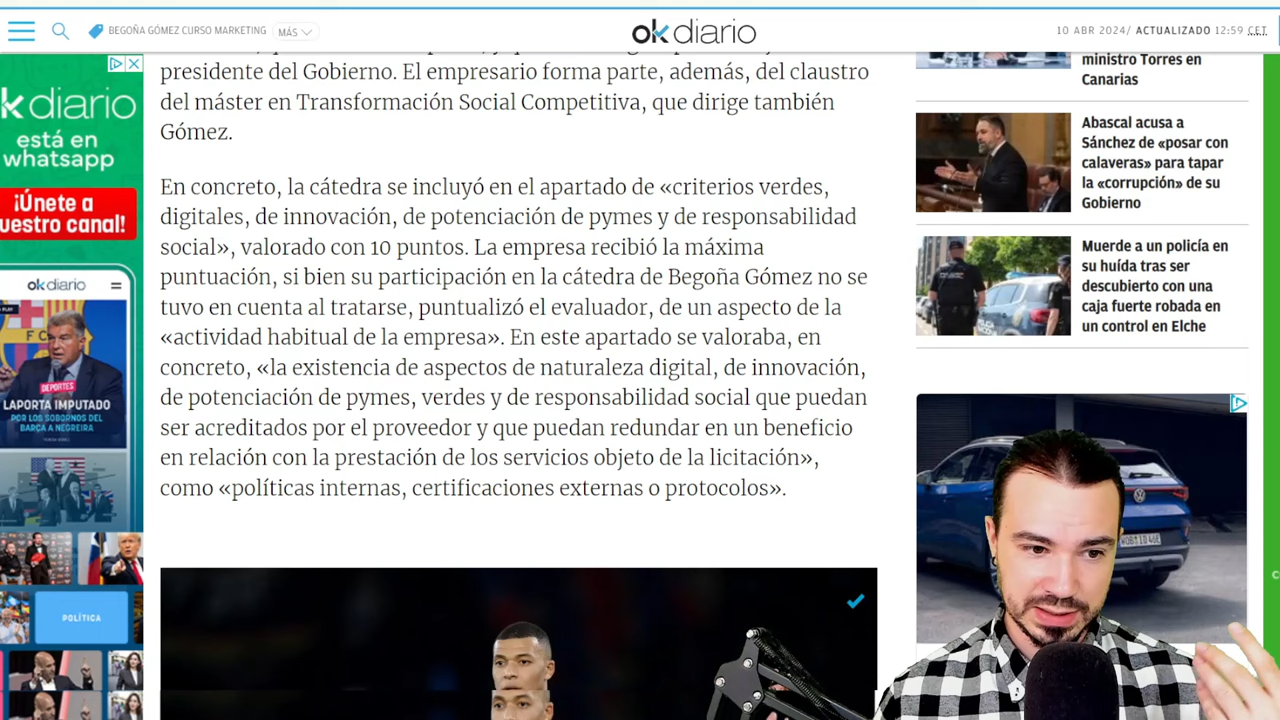 BEGOÑA GÓMEZ CURSO MARKETING
MÁS
okdiario
10 ABR 2024/ ACTUALIZADO 12:59 CET
presidente del Gobierno. El empresario forma parte, además, del claustro
del máster en Transformación Social Competitiva, que dirige también
Gómez.
En concreto, la cátedra se incluyó en el apartado de «criterios verdes,
digitales, de innovación, de potenciación de pymes y de responsabilidad
social», valorado con 10 puntos. La empresa recibió la máxima
puntuación, si bien su participación en la cátedra de Begoña Gómez no se
tuvo en cuenta al tratarse, puntualizó el evaluador, de un aspecto de la
«actividad habitual de la empresa». En este apartado se valoraba, en
concreto, «la existencia de aspectos de naturaleza digital, de innovación,
de potenciación de pymes, verdes y de responsabilidad social que puedan
ser acreditados por el proveedor y que puedan redundar en un beneficio
en relación con la prestación de los servicios objeto de la licitación»,
como «políticas internas, certificaciones externas o protocolos».
ministro Torres en
Canarias
Abascal acusa a
Sánchez de «posar con
calaveras» para tapar
la «corrupción» de su
Gobierno
Muerde a un policía en
su huída tras ser
descubierto con una
caja fuerte robada en
un control en Elche
k diario
está en
whatsapp
¡Únete a
uestro canal!
okdiario
FCB
DEPORTES
LAPORTA IMPUTADO
POR LOS SOBORNOS DEL
BARÇA A NEGREIRA
POLÍTICA